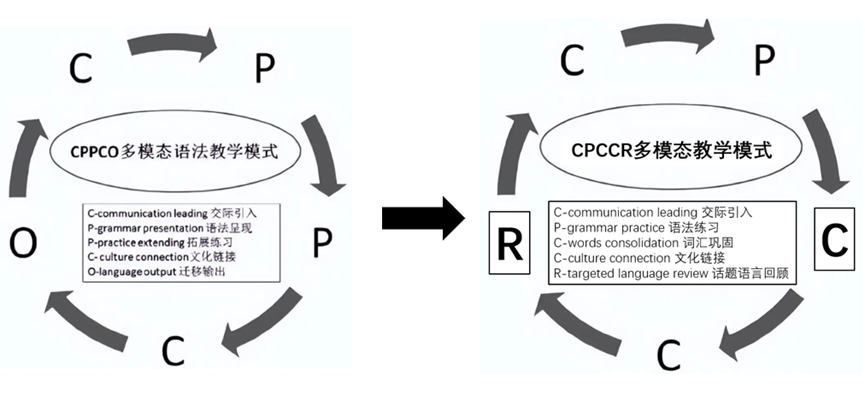 C
P
CPPCO多模态语法教学模式
C-communication leading 交际引入
P-grammar presentation 语法呈现
P-practice extending 拓展练习
C-culture connection 文化链接
O-language output 迁移输出
O
P
C
C
P
CPCCR多模态教学模式
C-communication leading 交际引入
P-grammar practice 语法练习
C-words consolidation 词汇巩固
C-culture connection 文化链接
R-targeted language review 话题语言回顾
R
C
C